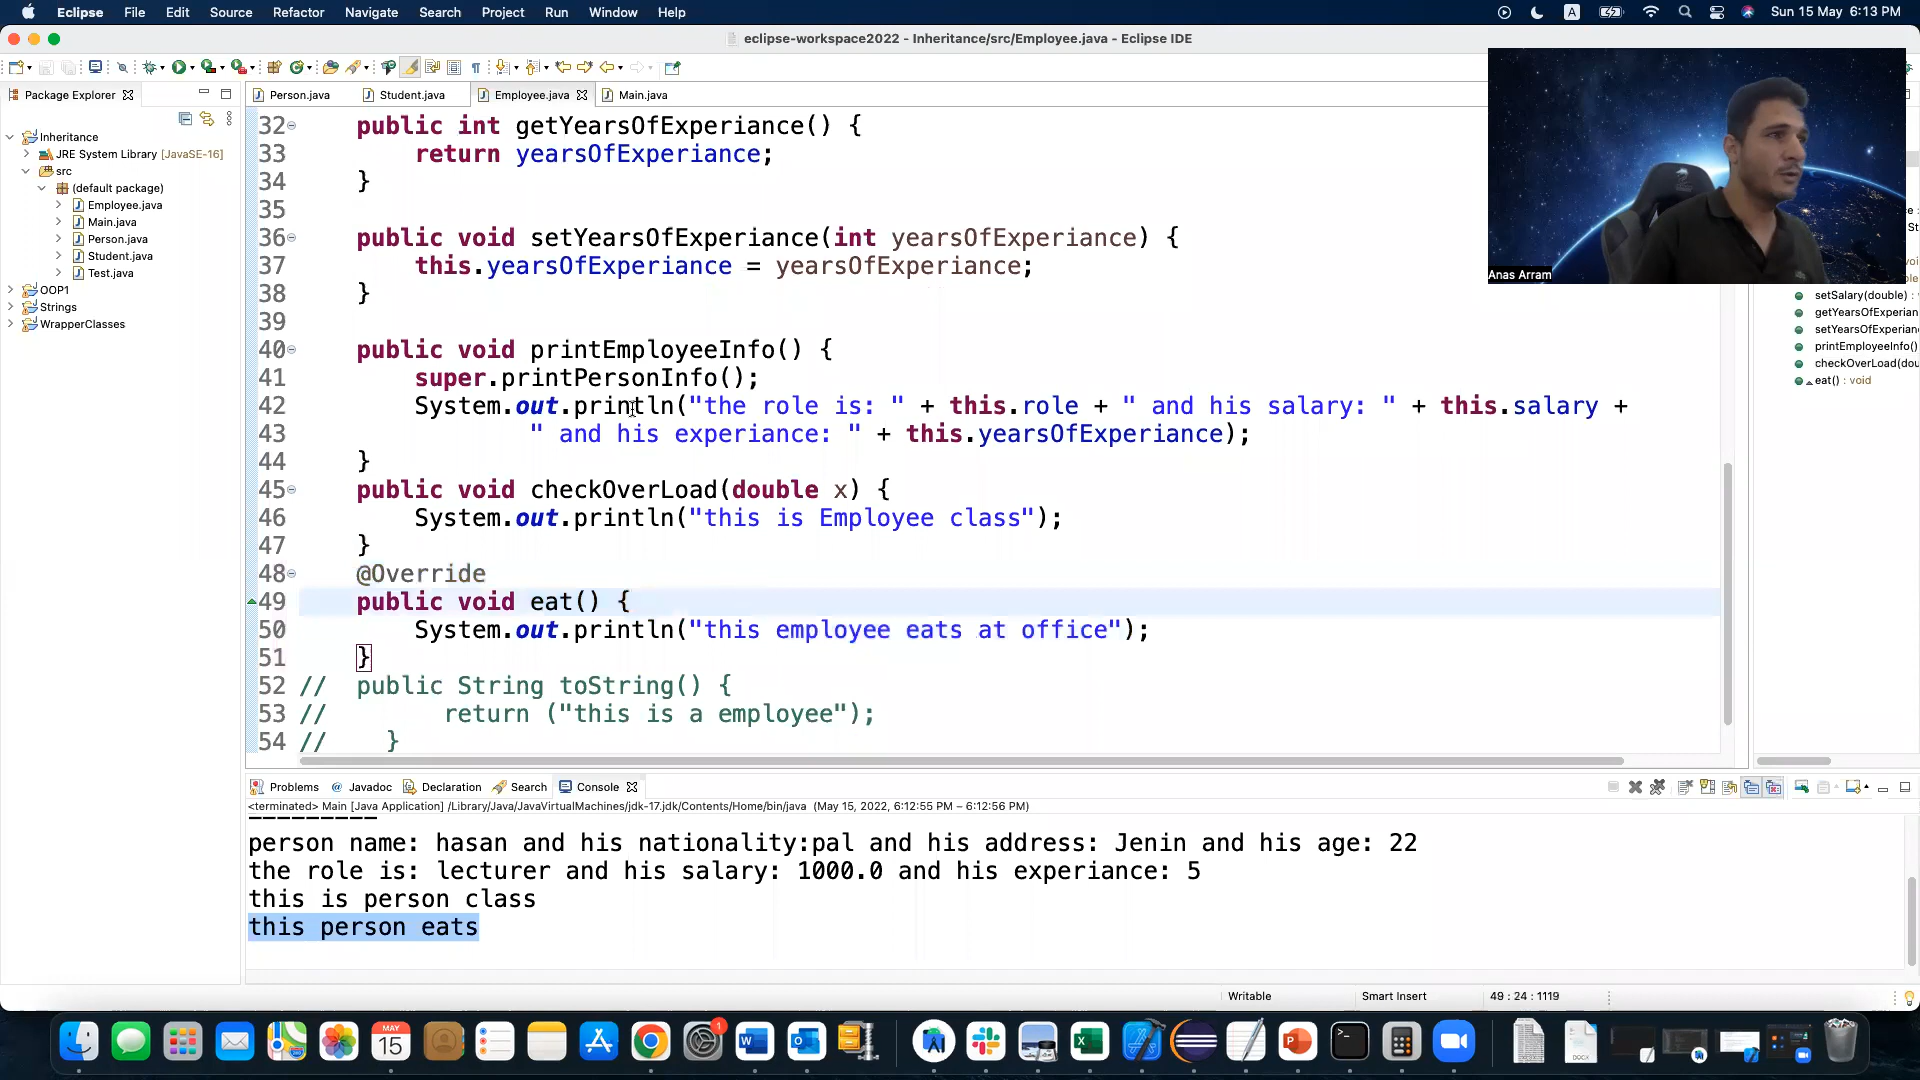 Eclipse File Edit Source Refactor Navigate Search Project Run Window Help
A
Sun 15 May 6:13 PM
eclipse-workspace2022 - Inheritance/src/Employee.java - Eclipse IDE
Package Explorer
Person.java Student.java Employee.java Main.java
Inheritance
JRE System Library [JavaSE-16]
src
(default package)
Employee.java
Main.java
Person.java
Student.java
Test.java
OOP1
Strings
WrapperClasses
32 public int getYearsOfExperiance() {
33 return yearsOfExperiance;
34 }
35
36 public void setYearsOfExperiance(int yearsOfExperiance) {
37 this.yearsOfExperiance = yearsOfExperiance;
38 }
39
40 public void printEmployeeInfo() {
41 super.printPersonInfo();
42 System.out.println("the role is: " + this.role + " and his salary: " + this.salary +
43 " and his experiance: " + this.yearsOfExperiance);
44 }
45 public void checkOverLoad(double x) {
46 System.out.println("this is Employee class");
47 }
48 @Override
49 public void eat() {
50 System.out.println("this employee eats at office");
51 }
52 // public String toString() {
53 // return ("this is a employee");
54 // }
Anas Arram
setSalary(double) :
getYearsOfExperian
setYearsOfExperian
printEmployeeInfo()
checkOverLoad(dou
eat() : void
Problems Javadoc Declaration Search Console
<terminated> Main [Java Application] /Library/Java/JavaVirtualMachines/jdk-17.jdk/Contents/Home/bin/java (May 15, 2022, 6:12:55 PM – 6:12:56 PM)
---------
person name: hasan and his nationality:pal and his address: Jenin and his age: 22
the role is: lecturer and his salary: 1000.0 and his experiance: 5
this is person class
this person eats
Writable Smart Insert 49 : 24 : 1119
MAY
15
1
DOCX